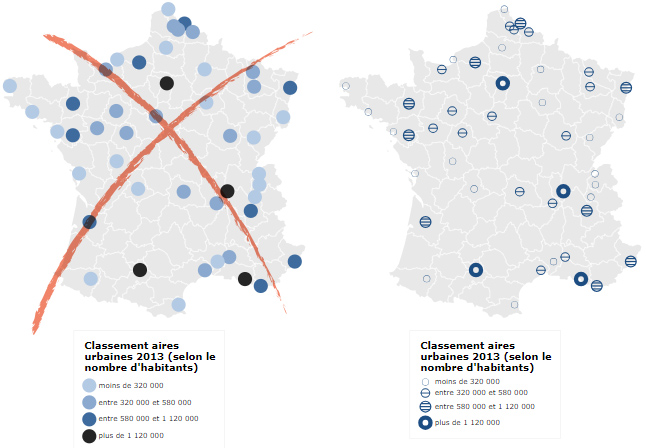 Classement aires
urbaines 2013 (selon le
nombre d'habitants)
moins de 320 000
entre 320 000 et 580 000
entre 580 000 et 1 120 000
plus de 1 120 000
Classement aires
urbaines 2013 (selon le
nombre d'habitants)
moins de 320 000
entre 320 000 et 580 000
entre 580 000 et 1 120 000
plus de 1 120 000